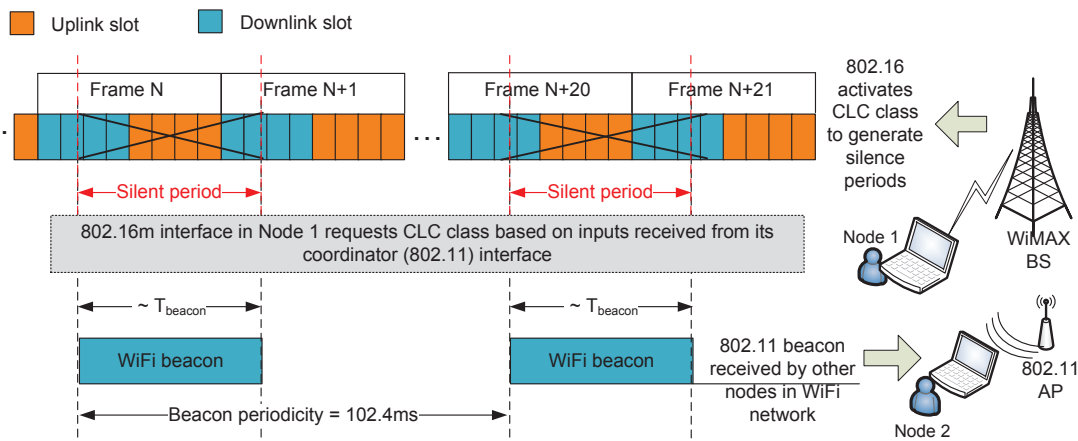 Uplink slot
Downlink slot
Frame N
Frame N+1
Frame N+20
Frame N+21
...
Silent period
Silent period
802.16
activates
CLC class
to generate
silence
periods
802.16m interface in Node 1 requests CLC class based on inputs received from its
coordinator (802.11) interface
Node 1
WiMAX
BS
~ Tbeacon
~ Tbeacon
WiFi beacon
WiFi beacon
802.11 beacon
received by other
nodes in WiFi
network
Beacon periodicity = 102.4ms
802.11
AP
Node 2